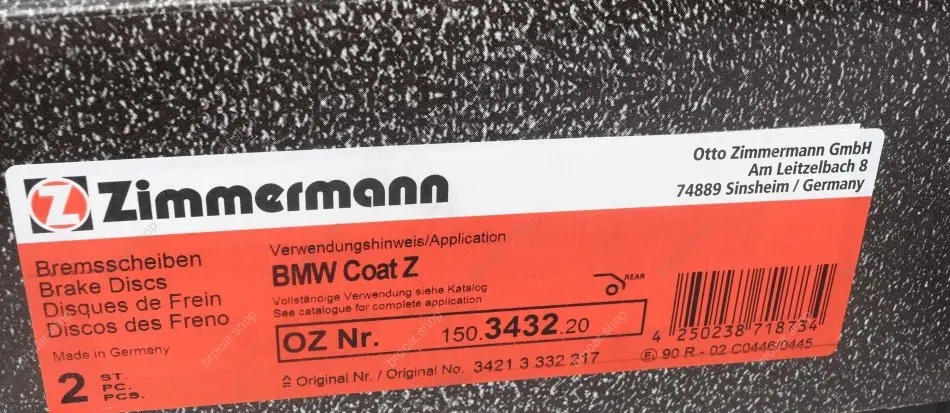 Zimmermann
Otto Zimmermann GmbH
Am Leitzelbach 8
74889 Sinsheim / Germany
Bremsscheiben
Brake Discs
Disques de Frein
Discos des Freno
Made in Germany
2 ST.
PC.
PCS.
Verwendungshinweis/Application
BMW Coat Z
Vollständige Verwendung siehe Katalog
See catalogue for complete application
REAR
OZ Nr. 150.3432.20
≙ Original Nr. / Original No. 3421 3 332 217
4 250238 718734
E1 90 R - 02 C0446/0445
brocar.shop